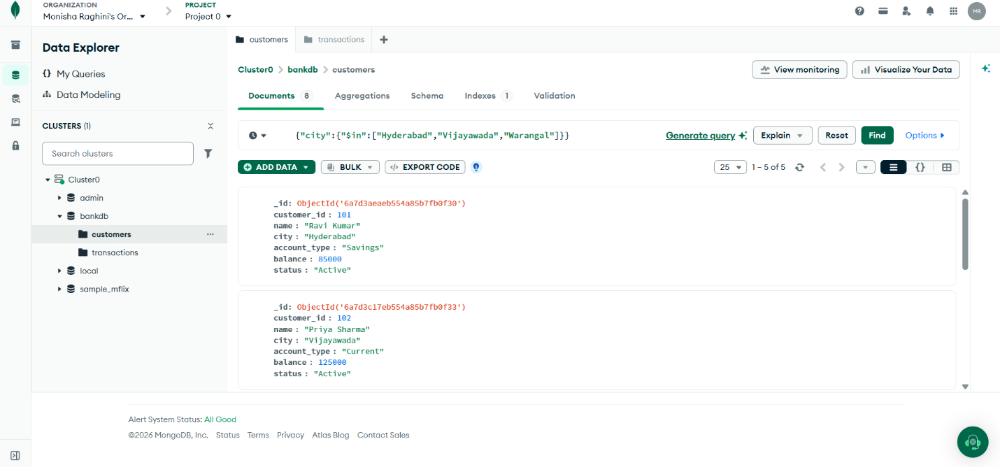 ORGANIZATION
Monisha Raghini's Or...
PROJECT
Project 0
MR
Data Explorer
My Queries
Data Modeling
CLUSTERS (1)
Search clusters
Cluster0
admin
bankdb
customers
transactions
local
sample_mflix
customers
transactions
Cluster0 > bankdb > customers
View monitoring
Visualize Your Data
Documents 8
Aggregations
Schema
Indexes 1
Validation
{"city":{"$in":["Hyderabad","Vijayawada","Warangal"]}}
Generate query
Explain
Reset
Find
Options
ADD DATA
BULK
EXPORT CODE
25
1 – 5 of 5
_id: ObjectId('6a7d3aeaeb554a85b7fb0f30')
customer_id : 101
name : "Ravi Kumar"
city : "Hyderabad"
account_type : "Savings"
balance : 85000
status : "Active"
_id: ObjectId('6a7d3c17eb554a85b7fb0f33')
customer_id : 102
name : "Priya Sharma"
city : "Vijayawada"
account_type : "Current"
balance : 125000
status : "Active"
Alert System Status: All Good
©2026 MongoDB, Inc. Status Terms Privacy Atlas Blog Contact Sales